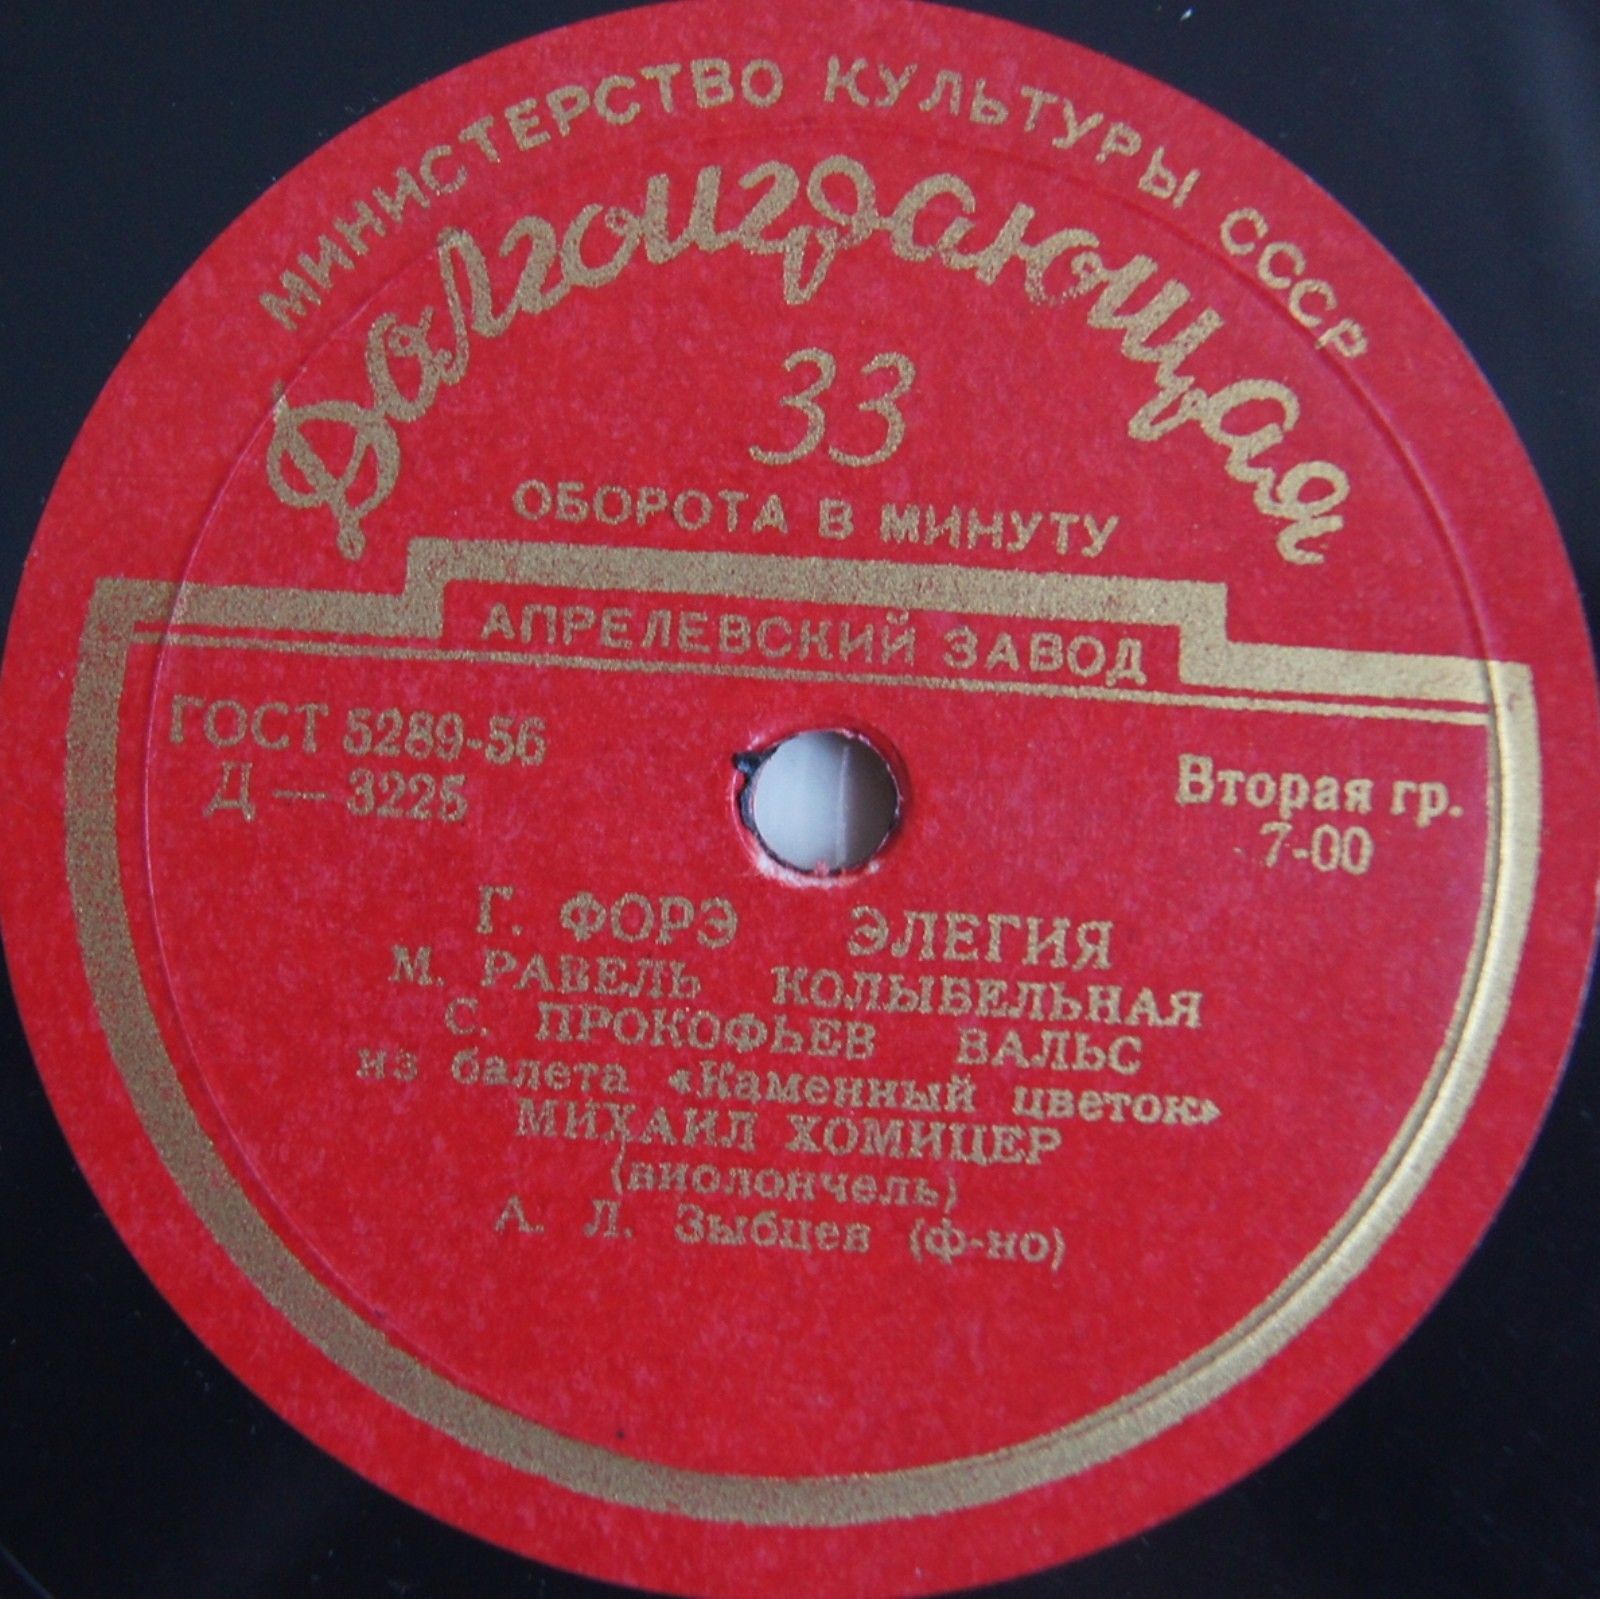 МИНИСТЕРСТВО КУЛЬТУРЫ СССР
Долгоиграющая
33
ОБОРОТА В МИНУТУ
АПРЕЛЕВСКИЙ ЗАВОД
ГОСТ 5289-56
Д — 3225
Вторая гр.
7-00
Г. ФОРЭ ЭЛЕГИЯ
М. РАВЕЛЬ КОЛЫБЕЛЬНАЯ
С. ПРОКОФЬЕВ ВАЛЬС
из балета «Каменный цветок»
МИХАИЛ ХОМИЦЕР
(виолончель)
А. Л. Зыбцев (ф-но)